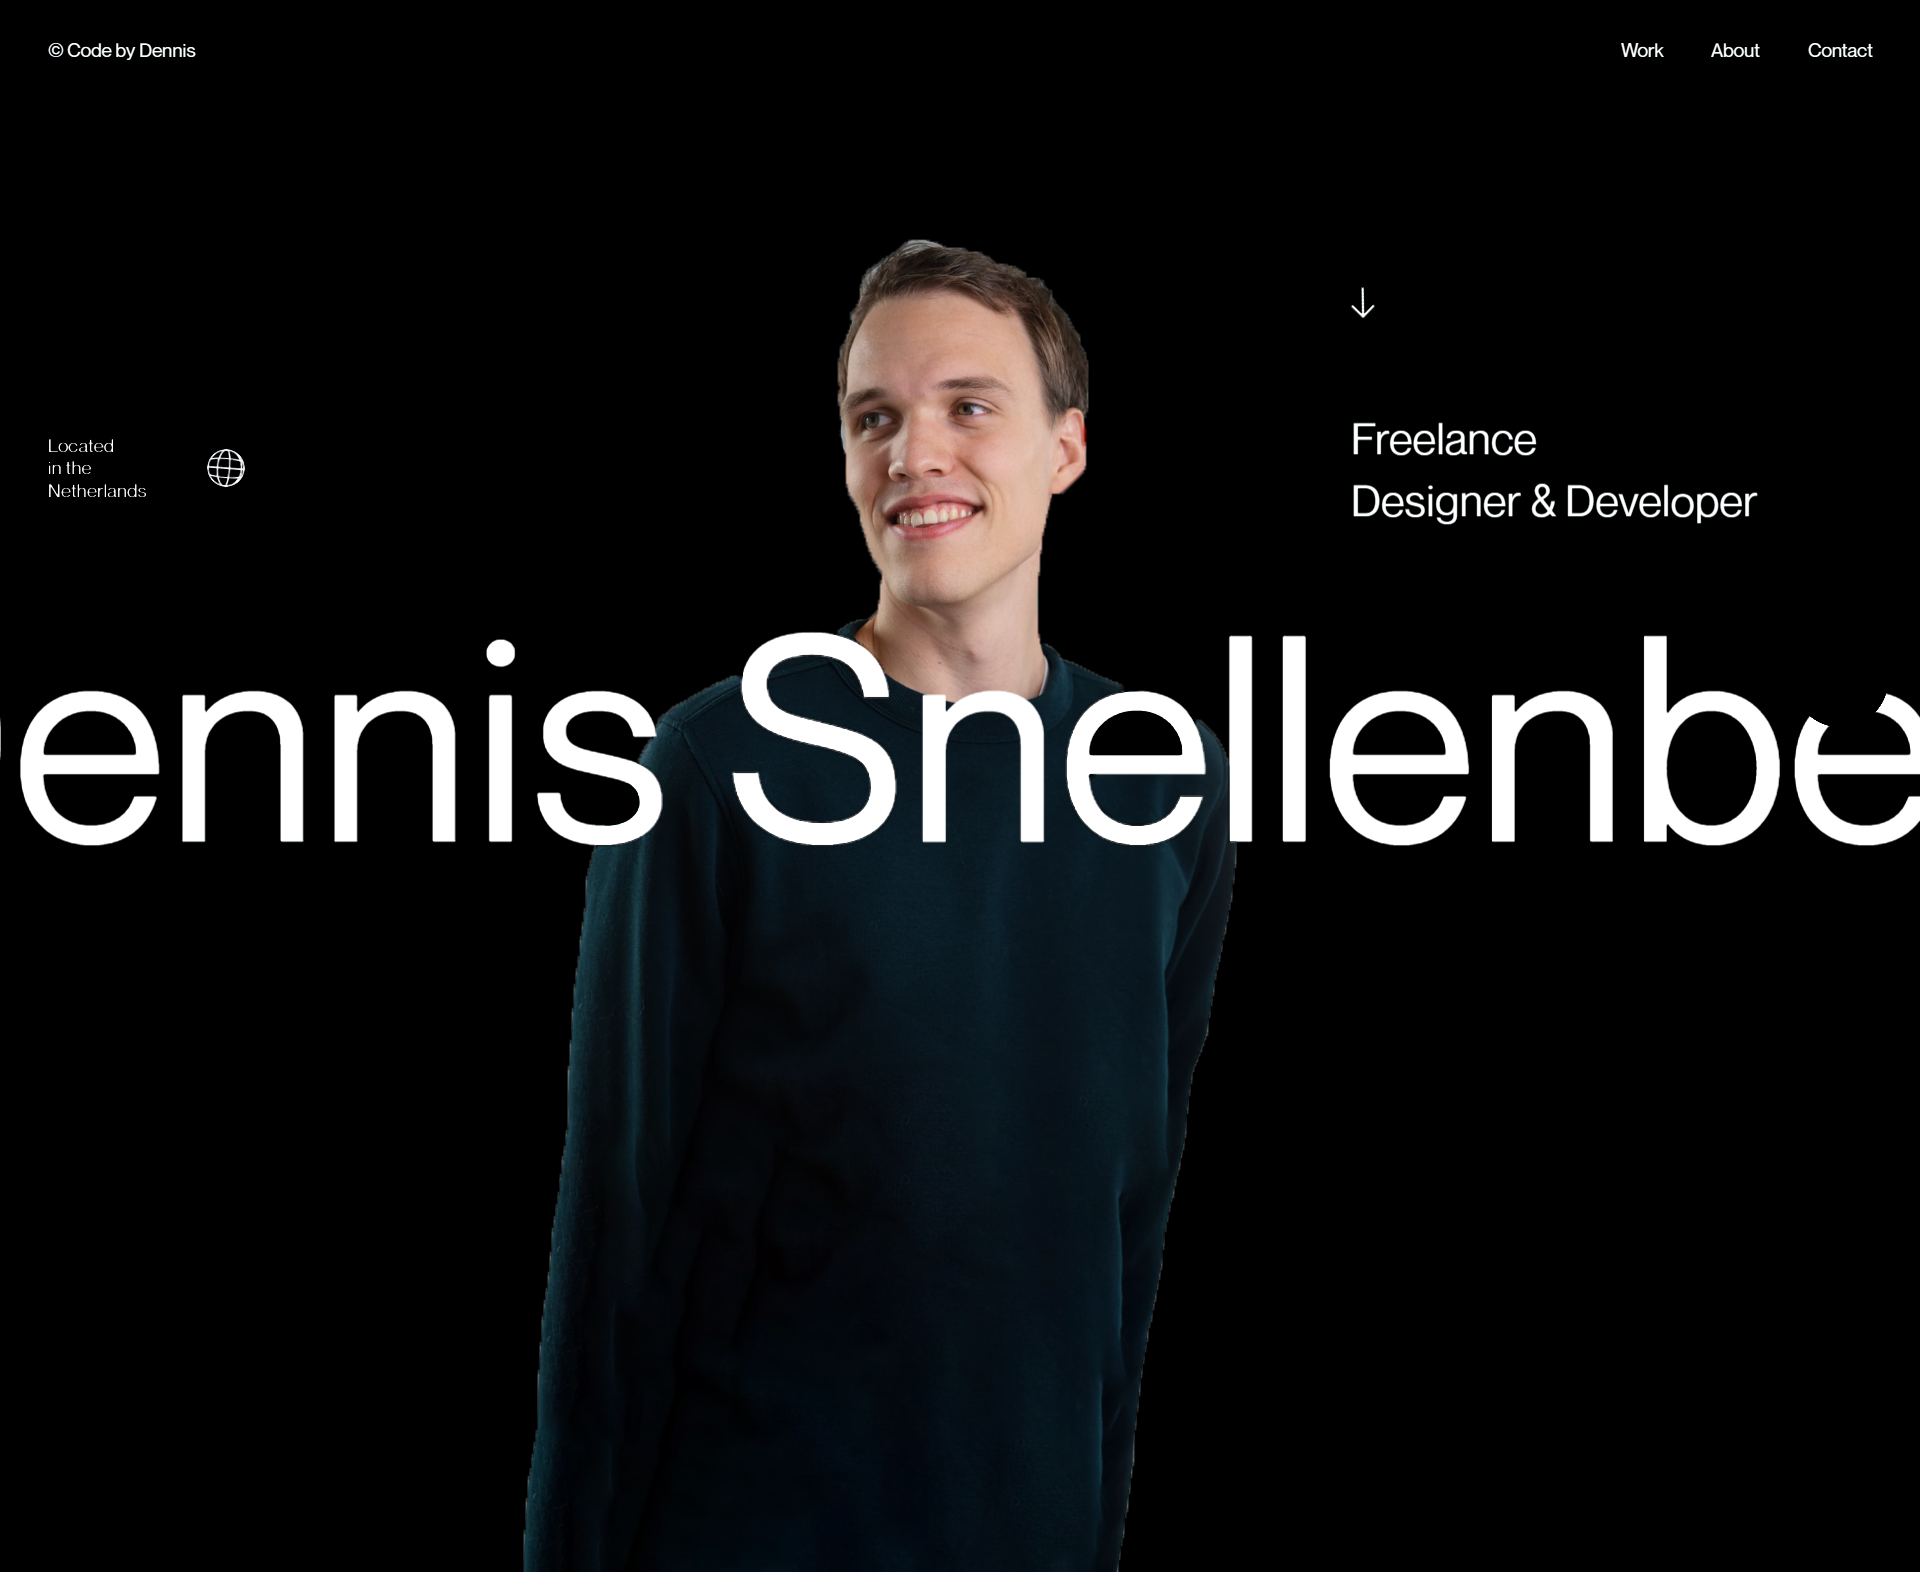 © Code by Dennis
Work About Contact
Located
in the
Netherlands
Freelance
Designer & Developer
ennis Snellenbe